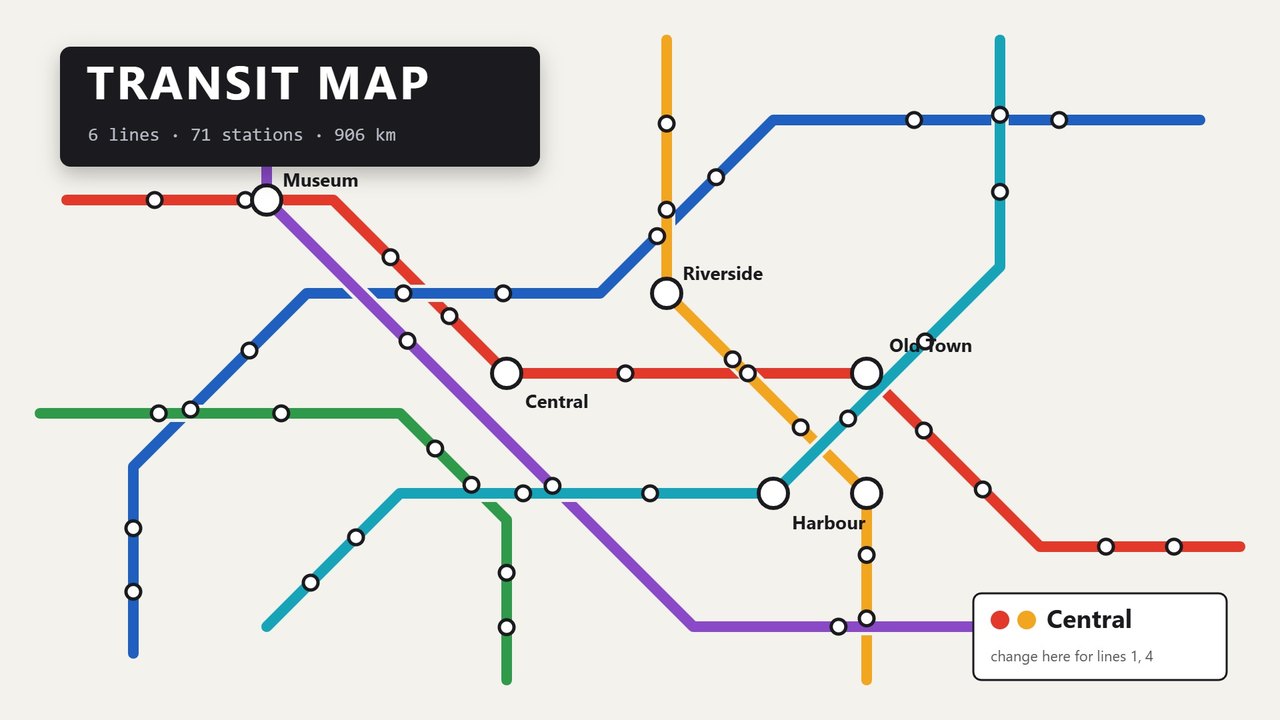 TRANSIT MAP
6 lines · 71 stations · 906 km
Museum
Riverside
Old Town
Central
Harbour
Central
change here for lines 1, 4